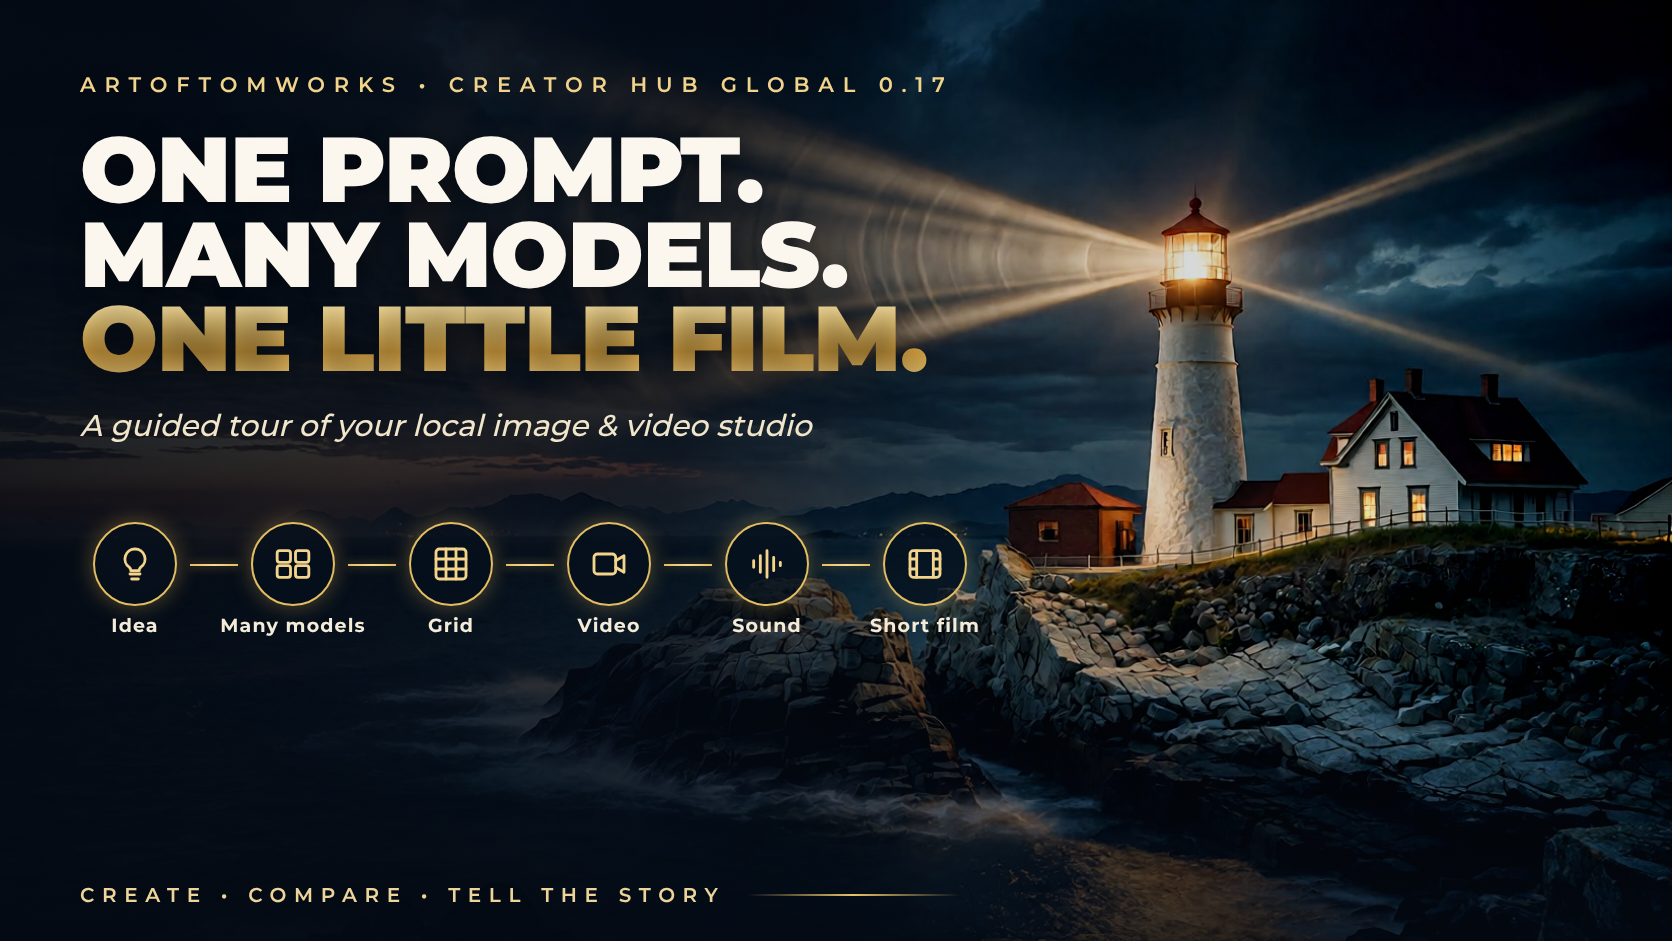 ARTOFTOMWORKS • CREATOR HUB GLOBAL 0.17
ONE PROMPT.
MANY MODELS.
ONE LITTLE FILM.
A guided tour of your local image & video studio
Idea
Many models
Grid
Video
Sound
Short film
CREATE • COMPARE • TELL THE STORY